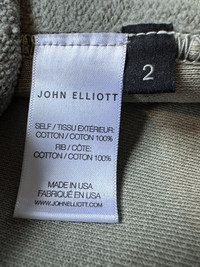 2
JOHN ELLIOTT
SELF / TISSU EXTÉRIEUR:
COTTON / COTON 100%
RIB / CÔTE:
COTTON / COTON 100%
MADE IN USA
FABRIQUÉ EN USA
WWW.JOHNELLIOTT.COM